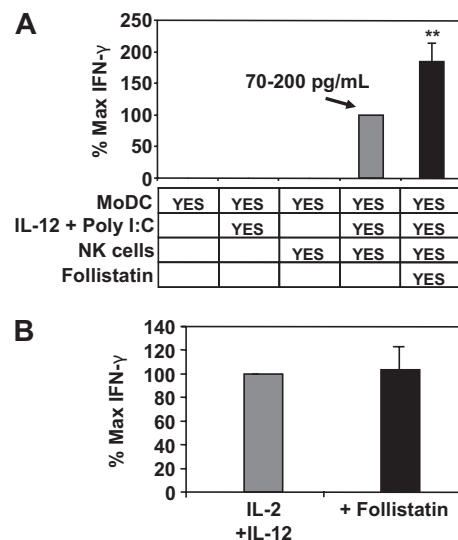 A
% Max IFN-γ
300
250
200
150
100
50
0
70-200 pg/mL
**
MoDC YES YES YES YES YES
IL-12 + Poly I:C YES YES YES
NK cells YES YES YES
Follistatin YES
B
% Max IFN-γ
140
120
100
80
60
40
20
0
IL-2 + Follistatin
+IL-12